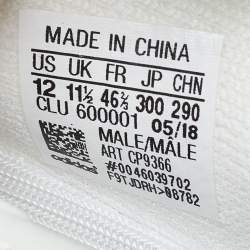 MADE IN CHINA
US UK FR JP CHN
12 11½ 46⅔ 300 290
CLU 600001 05/18
MALE/MÂLE
ART CP9366
#0046039702
F9TJDRH>98782
adidas